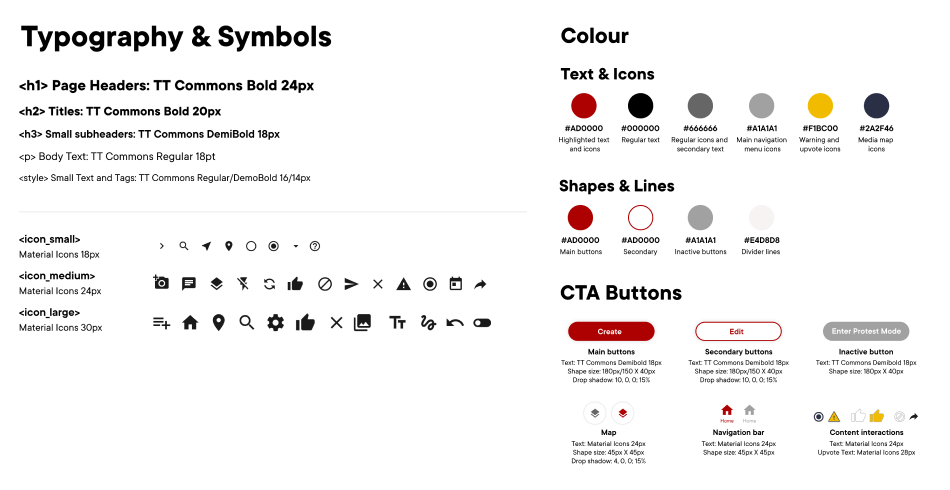 Typography & Symbols
<h1> Page Headers: TT Commons Bold 24px
<h2> Titles: TT Commons Bold 20px
<h3> Small subheaders: TT Commons DemiBold 18px
<p> Body Text: TT Commons Regular 18pt
<style> Small Text and Tags: TT Commons Regular/DemoBold 16/14px
<icon_small>
Material Icons 18px
<icon_medium>
Material Icons 24px
<icon_large>
Material Icons 30px
Colour
Text & Icons
#AD0000
Highlighted text
and icons
#000000
Regular text
#666666
Regular icons and
secondary text
#A1A1A1
Main navigation
menu icons
#F1BC00
Warning and
upvote icons
#2A2F46
Media map
icons
Shapes & Lines
#AD0000
Main buttons
#AD0000
Secondary
#A1A1A1
Inactive buttons
#E4D8D8
Divider lines
CTA Buttons
Create
Main buttons
Text: TT Commons Demibold 18px
Shape size: 180px/150 X 40px
Drop shadow: 10, 0, 0; 15%
Edit
Secondary buttons
Text: TT Commons Demibold 18px
Shape size: 180px/150 X 40px
Drop shadow: 10, 0, 0; 15%
Enter Protest Mode
Inactive button
Text: TT Commons Demibold 18px
Shape size: 180px X 40px
Map
Text: Material Icons 24px
Shape size: 45px X 45px
Drop shadow: 4, 0, 0; 15%
Home
Home
Navigation bar
Text: Material Icons 24px
Shape size: 45px X 45px
Content interactions
Text: Material Icons 24px
Upvote Text: Material Icons 28px